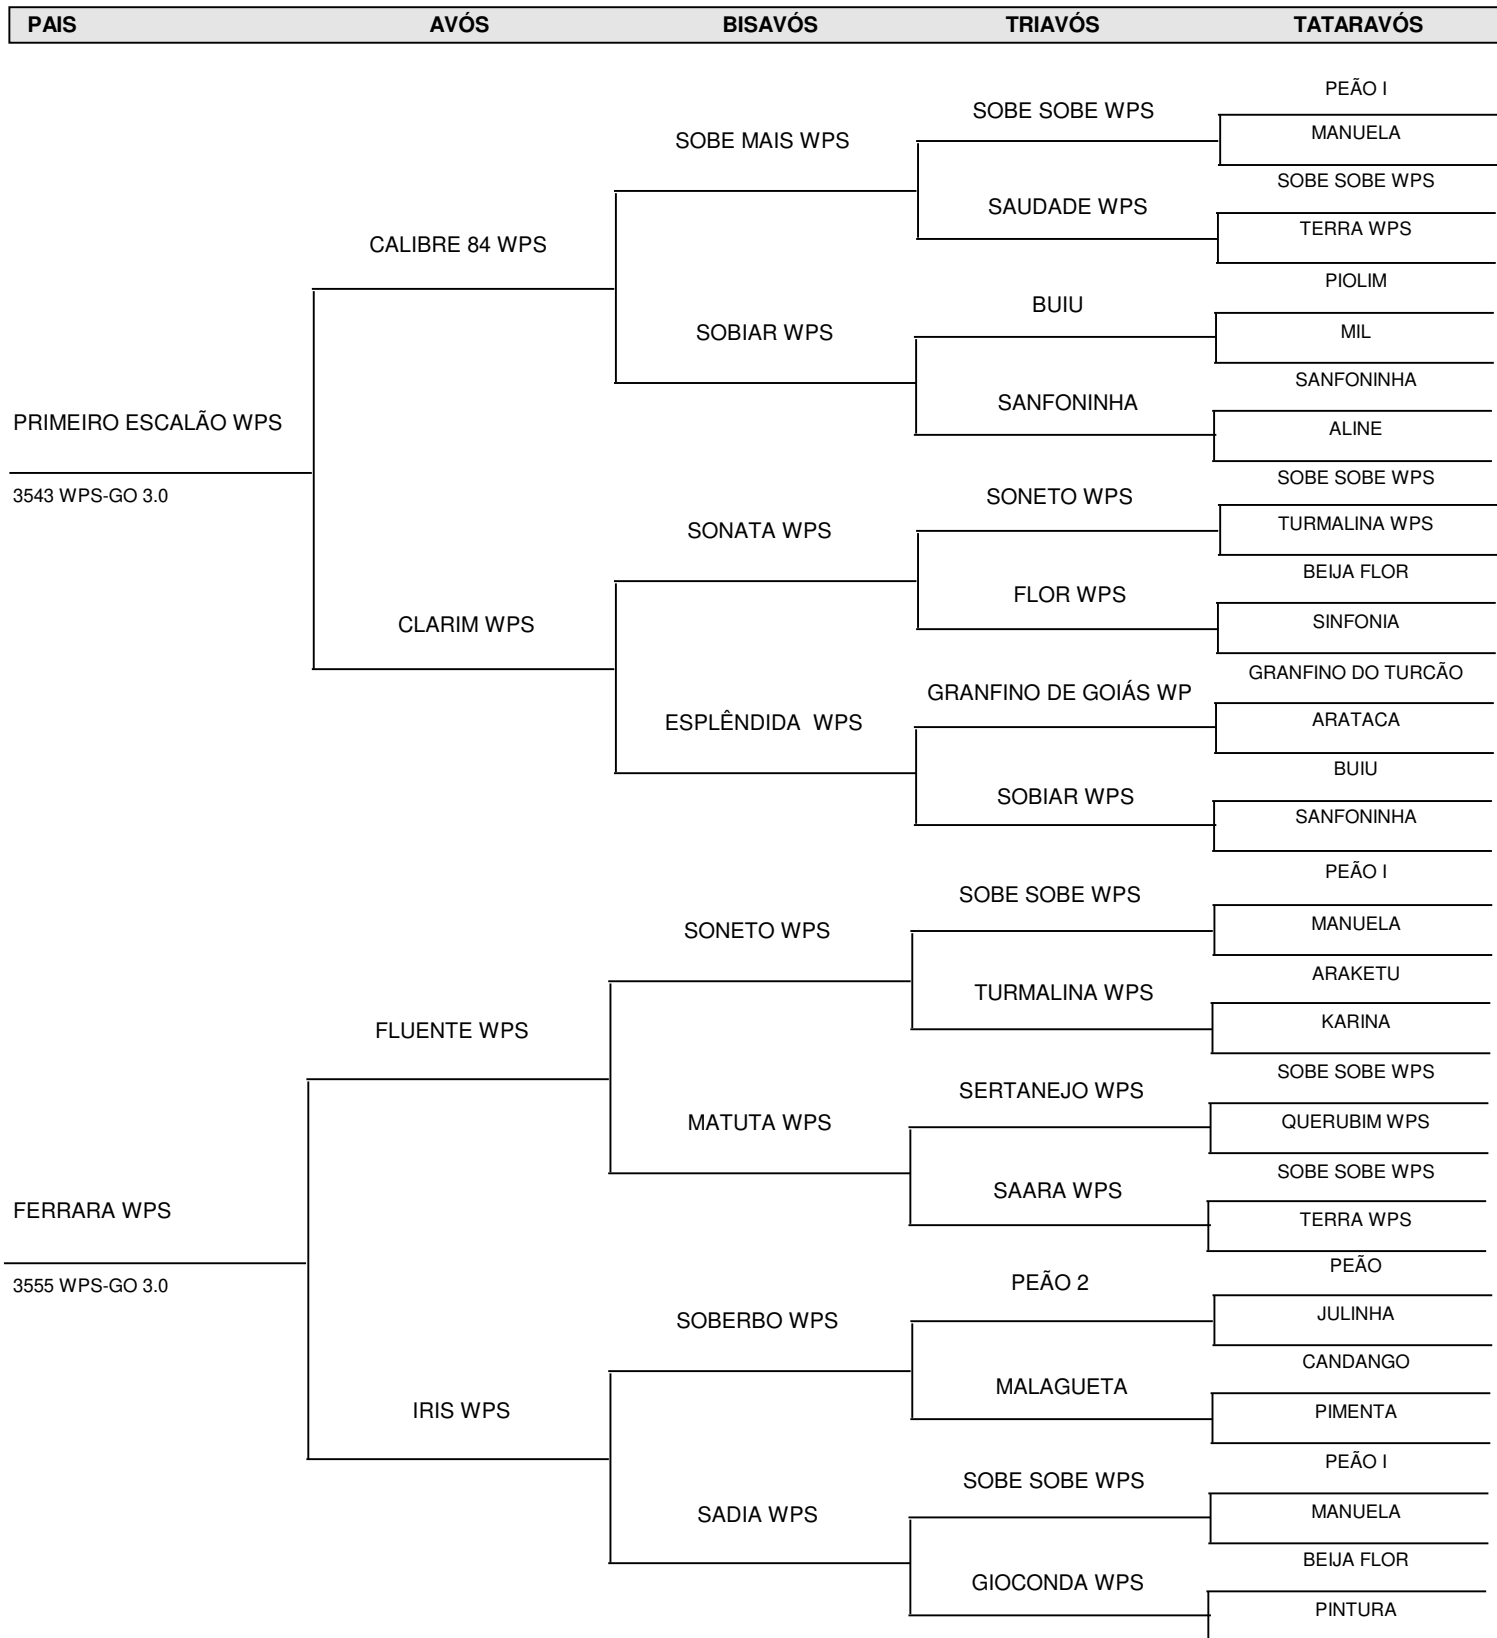 PAIS AVÓS BISAVÓS TRIAVÓS TATARAVÓS
PEÃO I
SOBE SOBE WPS
MANUELA
SOBE MAIS WPS
SOBE SOBE WPS
SAUDADE WPS
TERRA WPS
CALIBRE 84 WPS
PIOLIM
BUIU
MIL
SOBIAR WPS
SANFONINHA
SANFONINHA
PRIMEIRO ESCALÃO WPS
ALINE
3543 WPS-GO 3.0
SOBE SOBE WPS
SONETO WPS
TURMALINA WPS
SONATA WPS
BEIJA FLOR
FLOR WPS
SINFONIA
CLARIM WPS
GRANFINO DO TURCÃO
GRANFINO DE GOIÁS WP
ARATACA
ESPLÊNDIDA WPS
BUIU
SOBIAR WPS
SANFONINHA
PEÃO I
SOBE SOBE WPS
MANUELA
SONETO WPS
ARAKETU
TURMALINA WPS
KARINA
FLUENTE WPS
SOBE SOBE WPS
SERTANEJO WPS
QUERUBIM WPS
MATUTA WPS
SOBE SOBE WPS
SAARA WPS
FERRARA WPS
TERRA WPS
PEÃO
3555 WPS-GO 3.0
PEÃO 2
JULINHA
SOBERBO WPS
CANDANGO
MALAGUETA
IRIS WPS
PIMENTA
PEÃO I
SOBE SOBE WPS
MANUELA
SADIA WPS
BEIJA FLOR
GIOCONDA WPS
PINTURA